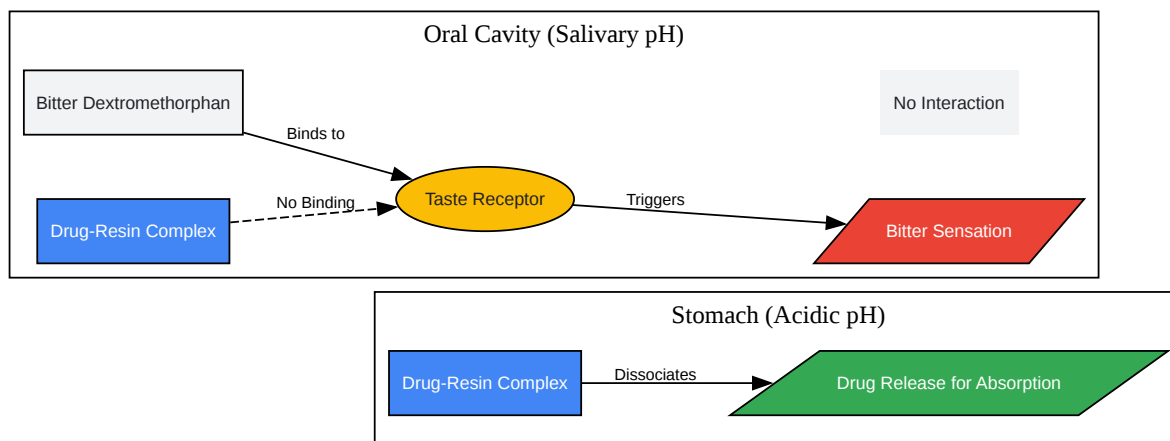 Oral Cavity (Salivary pH)
Bitter Dextromethorphan
No Interaction
Binds to
Drug-Resin Complex
No Binding
Taste Receptor
Triggers
Bitter Sensation
Stomach (Acidic pH)
Drug-Resin Complex
Dissociates
Drug Release for Absorption